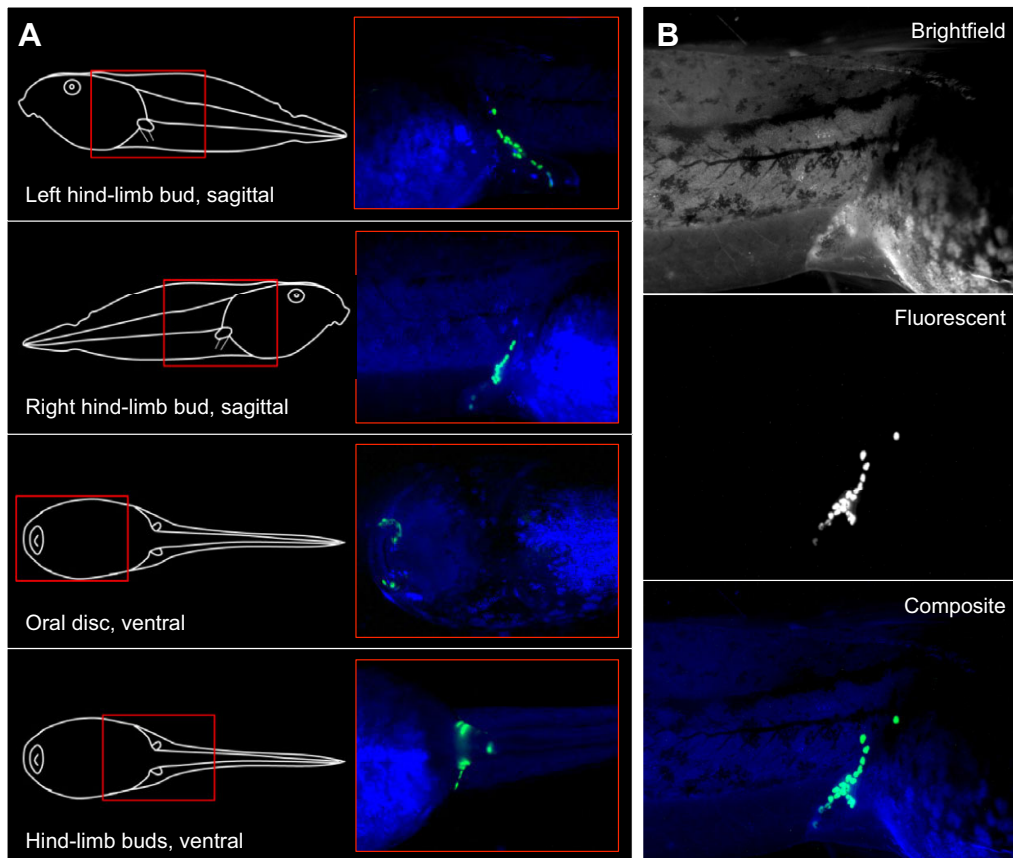 A
Left hind-limb bud, sagittal
Right hind-limb bud, sagittal
Oral disc, ventral
Hind-limb buds, ventral
B
Brightfield
Fluorescent
Composite